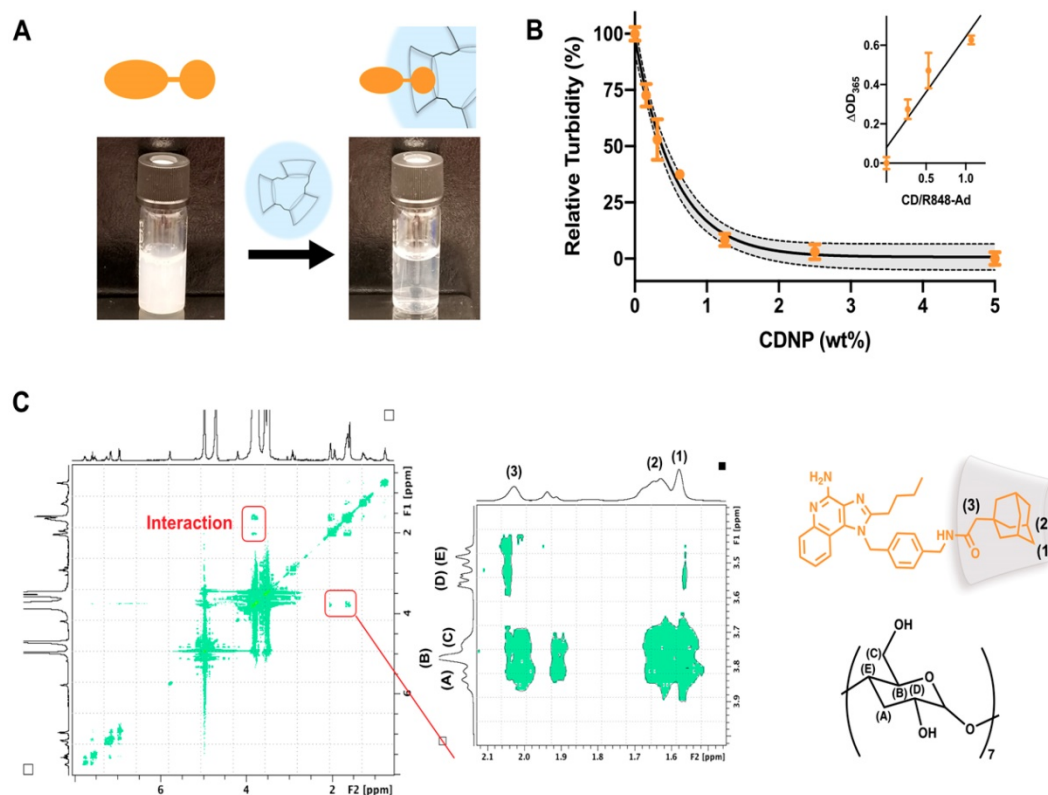 A
B
Relative Turbidity (%)
100
75
50
25
0
0
1
2
3
4
5
CDNP (wt%)
ΔOD365
0.6
0.4
0.2
0.0
0.5
1.0
CD/R848-Ad
C
Interaction
F1 [ppm]
2
4
6
4
2
F2 [ppm]
(3)
(2)
(1)
(D) (E)
(B)
(A)
(C)
F1 [ppm]
3.5
3.6
3.7
3.8
3.9
2.1
2.0
1.9
1.8
1.7
1.6
F2 [ppm]
H2N
N
N
N
(3)
NH
O
(2)
(1)
OH
(C)
(E)
O
(B)
(D)
(A)
OH
O
7